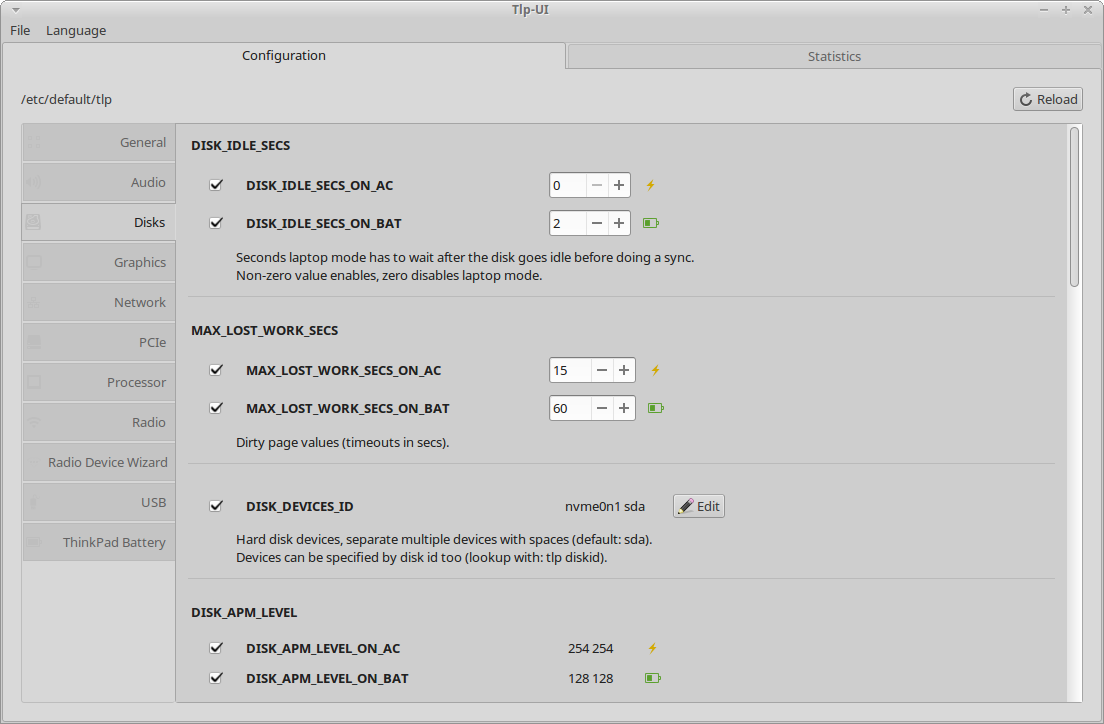 Tlp-UI
File Language
Configuration Statistics
/etc/default/tlp Reload
General
Audio
Disks
Graphics
Network
PCIe
Processor
Radio
Radio Device Wizard
USB
ThinkPad Battery
DISK_IDLE_SECS
DISK_IDLE_SECS_ON_AC 0
DISK_IDLE_SECS_ON_BAT 2
Seconds laptop mode has to wait after the disk goes idle before doing a sync.
Non-zero value enables, zero disables laptop mode.
MAX_LOST_WORK_SECS
MAX_LOST_WORK_SECS_ON_AC 15
MAX_LOST_WORK_SECS_ON_BAT 60
Dirty page values (timeouts in secs).
DISK_DEVICES_ID nvme0n1 sda Edit
Hard disk devices, separate multiple devices with spaces (default: sda).
Devices can be specified by disk id too (lookup with: tlp diskid).
DISK_APM_LEVEL
DISK_APM_LEVEL_ON_AC 254 254
DISK_APM_LEVEL_ON_BAT 128 128